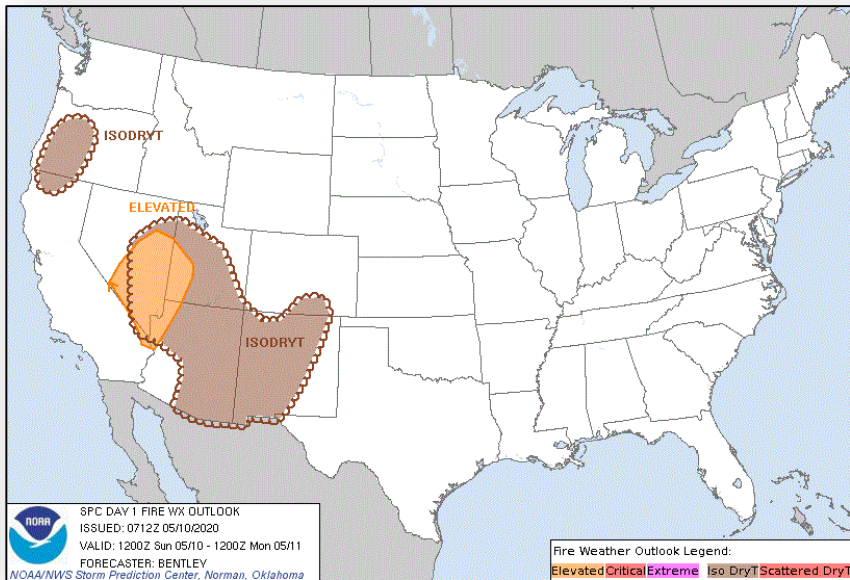 ISODRYT
ELEVATED
ISODRYT
NOAA
SPC DAY 1 FIRE WX OUTLOOK
ISSUED: 0712Z 05/10/2020
VALID: 1200Z Sun 05/10 - 1200Z Mon 05/11
FORECASTER: BENTLEY
NOAA/NWS Storm Prediction Center, Norman, Oklahoma
Fire Weather Outlook Legend:
Elevated Critical Extreme Iso DryT Scattered DryT